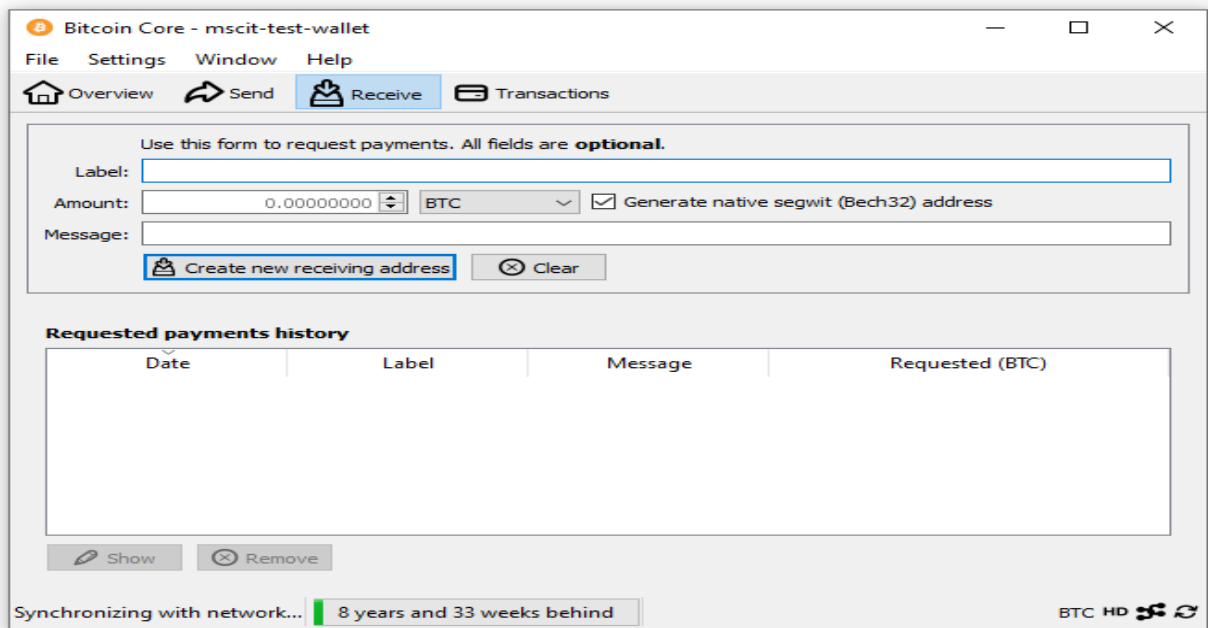 Bitcoin Core - mscit-test-wallet
File Settings Window Help
Overview Send Receive Transactions
Use this form to request payments. All fields are optional.
Label:
Amount: 0.00000000 BTC Generate native segwit (Bech32) address
Message:
Create new receiving address Clear
Requested payments history
Date Label Message Requested (BTC)
Show Remove
Synchronizing with network... 8 years and 33 weeks behind BTC HD